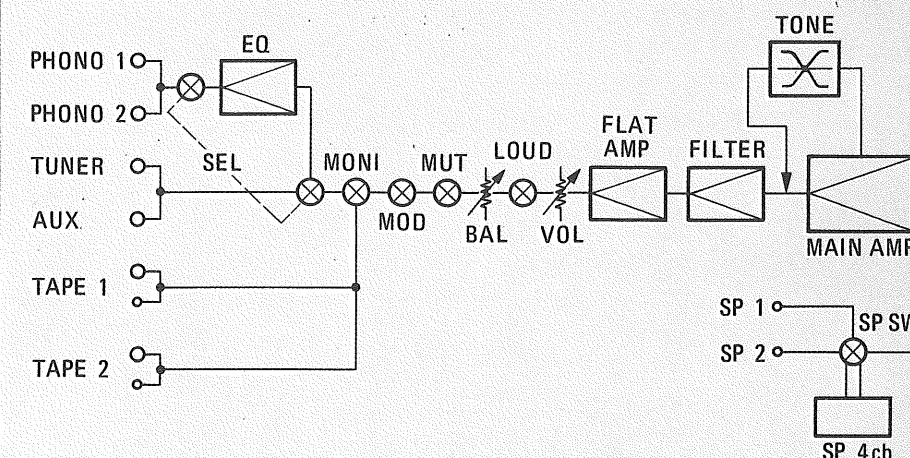 TONE
EQ
PHONO 1
PHONO 2
TUNER
AUX
TAPE 1
TAPE 2
SEL
MONI
MOD
MUT
BAL
LOUD
VOL
FLAT
AMP
FILTER
MAIN AMP
SP 1
SP 2
SP SW
SP 4ch